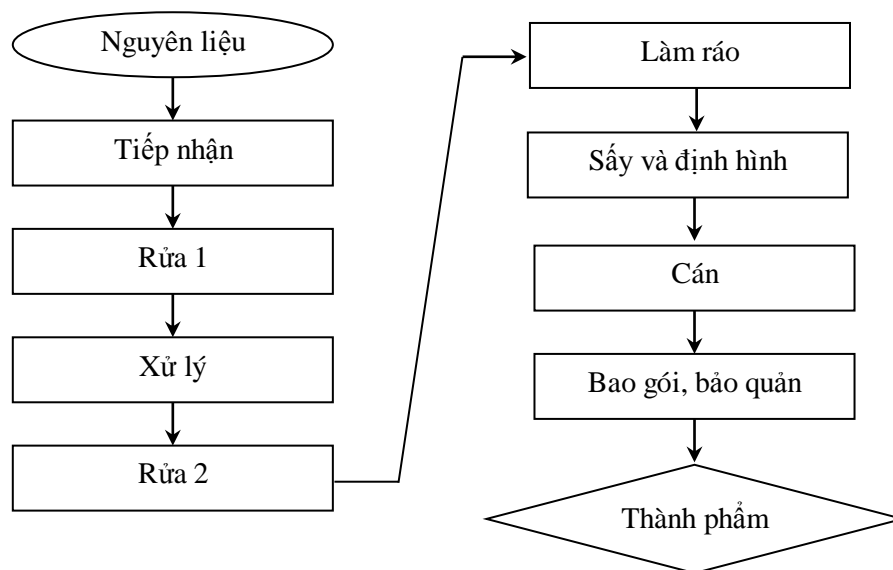 Nguyên liệu
Tiếp nhận
Rửa 1
Xử lý
Rửa 2
Làm ráo
Sấy và định hình
Cán
Bao gói, bảo quản
Thành phẩm